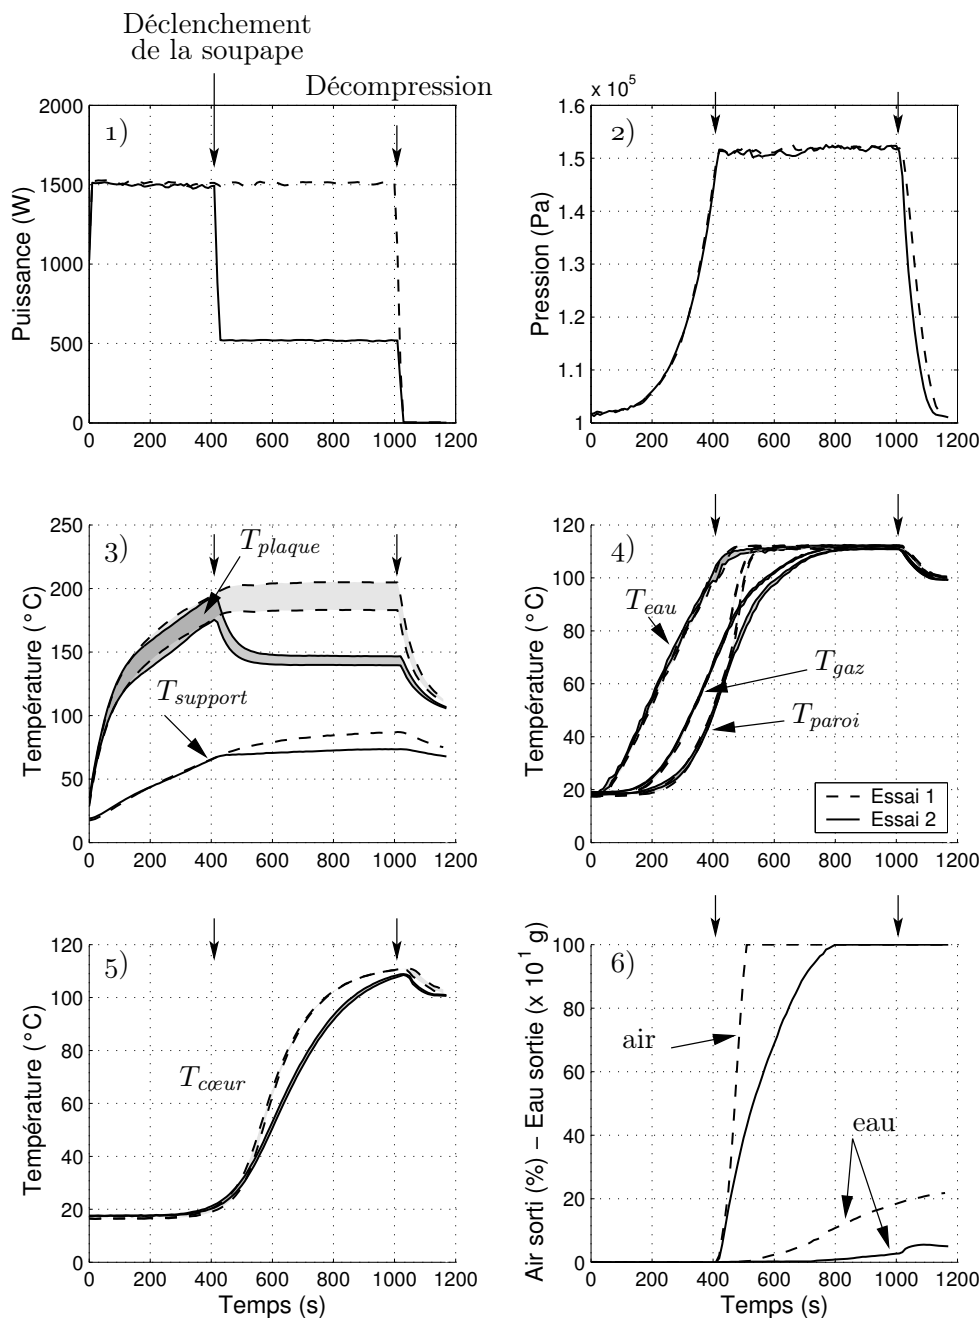 Déclenchement
de la soupape
Décompression
2000
1500
1000
500
0
0 200 400 600 800 1000 1200
Puissance (W)
1)
x 10^5
1.6
1.5
1.4
1.3
1.2
1.1
1
0 200 400 600 800 1000 1200
Pression (Pa)
2)
250
200
150
100
50
0
0 200 400 600 800 1000 1200
Température (°C)
3)
T_plaque
T_support
120
100
80
60
40
20
0
0 200 400 600 800 1000 1200
Température (°C)
4)
T_eau
T_gaz
T_paroi
Essai 1
Essai 2
120
100
80
60
40
20
0
0 200 400 600 800 1000 1200
Température (°C)
Temps (s)
5)
T_cœur
100
80
60
40
20
0
0 200 400 600 800 1000 1200
Air sorti (%) − Eau sortie (x 10^1 g)
Temps (s)
6)
air
eau